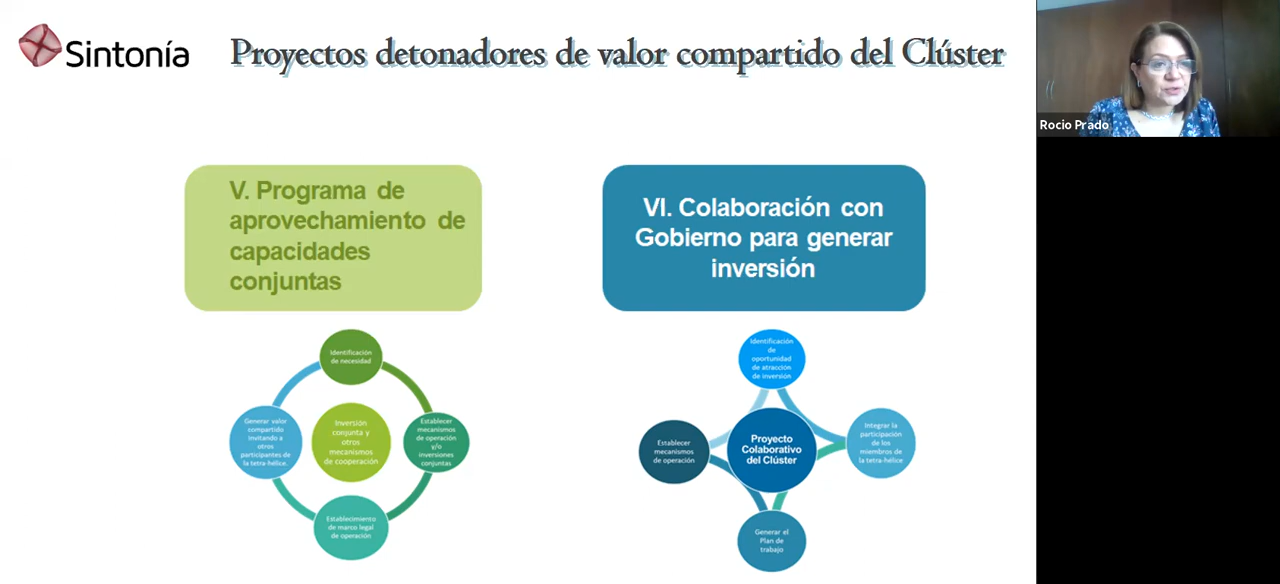 Sintonía
Proyectos detonadores de valor compartido del Clúster
Rocio Prado
V. Programa de
aprovechamiento de
capacidades
conjuntas
VI. Colaboración con
Gobierno para generar
inversión
Identificación
de necesidad
Generar valor
compartido
invitando a
otros
participantes de
la tetra-hélice.
Inversión
conjunta y
otros
mecanismos
de cooperación
Establecer
mecanismos
de operación
y/o
inversiones
conjuntas
Establecimiento
de marco legal
de operación
Identificación
de
oportunidad
de atracción
de inversión
Establecer
mecanismos
de operación
Proyecto
Colaborativo
del Clúster
Integrar la
participación
de los
miembros de
la tetra-hélice
Generar el
Plan de
trabajo